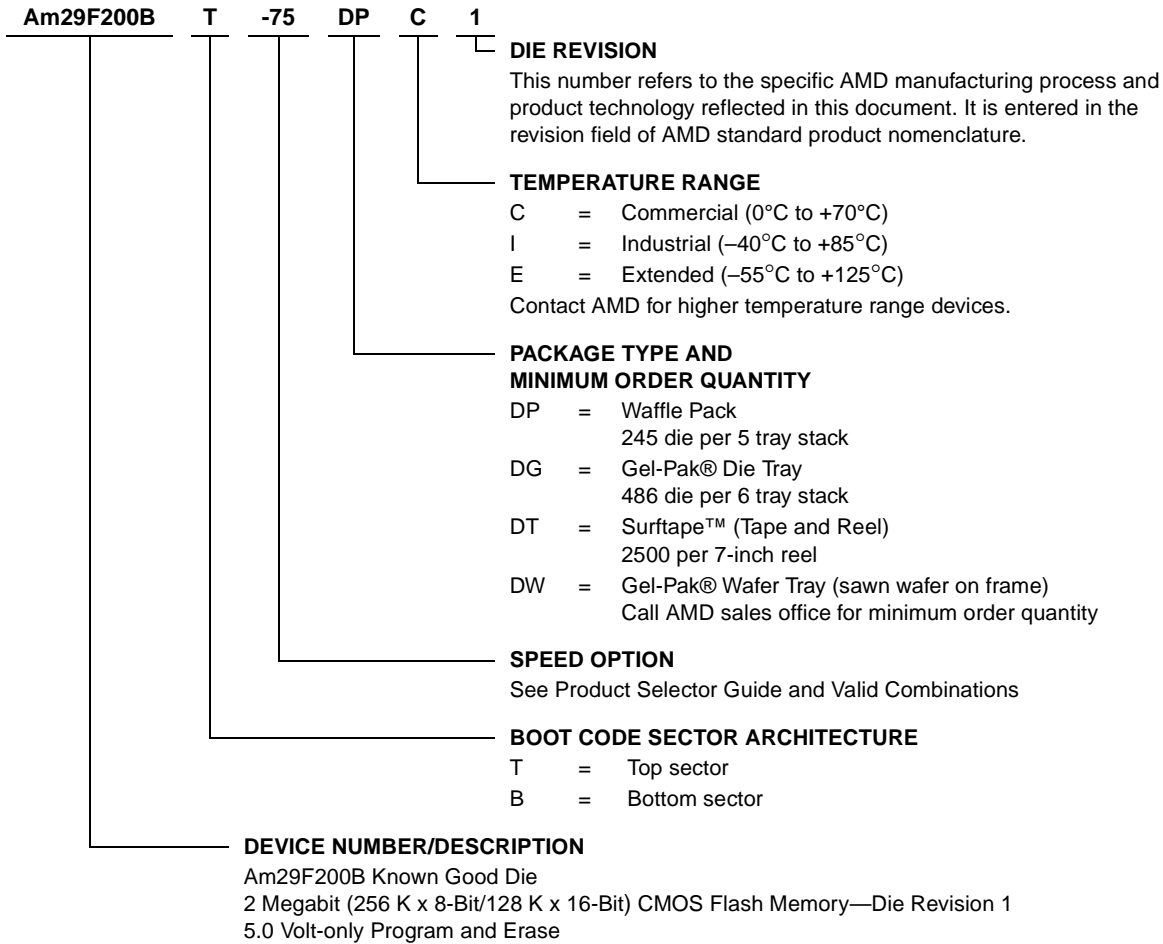 Am29F200B T -75 DP C 1
DIE REVISION
This number refers to the specific AMD manufacturing process and
product technology reflected in this document. It is entered in the
revision field of AMD standard product nomenclature.
TEMPERATURE RANGE
C = Commercial (0°C to +70°C)
I = Industrial (–40°C to +85°C)
E = Extended (–55°C to +125°C)
Contact AMD for higher temperature range devices.
PACKAGE TYPE AND
MINIMUM ORDER QUANTITY
DP = Waffle Pack
245 die per 5 tray stack
DG = Gel-Pak® Die Tray
486 die per 6 tray stack
DT = Surftape™ (Tape and Reel)
2500 per 7-inch reel
DW = Gel-Pak® Wafer Tray (sawn wafer on frame)
Call AMD sales office for minimum order quantity
SPEED OPTION
See Product Selector Guide and Valid Combinations
BOOT CODE SECTOR ARCHITECTURE
T = Top sector
B = Bottom sector
DEVICE NUMBER/DESCRIPTION
Am29F200B Known Good Die
2 Megabit (256 K x 8-Bit/128 K x 16-Bit) CMOS Flash Memory—Die Revision 1
5.0 Volt-only Program and Erase